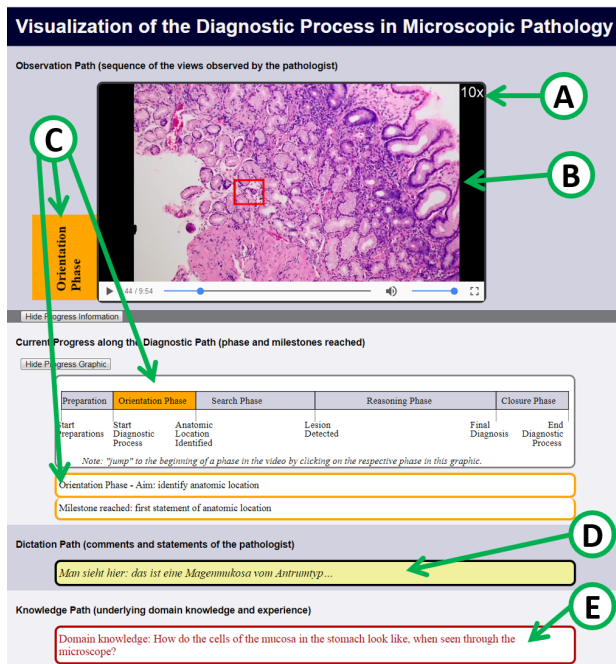 Visualization of the Diagnostic Process in Microscopic Pathology
Observation Path (sequence of the views observed by the pathologist)
10x
A
C
B
Orientation
Phase
44 / 9:54
Hide Progress Information
Current Progress along the Diagnostic Path (phase and milestones reached)
Hide Progress Graphic
Preparation Orientation Phase Search Phase Reasoning Phase Closure Phase
Start Start Anatomic Lesion Final End
Preparations Diagnostic Location Detected Diagnosis Diagnostic
Process Identified Process
Note: "jump" to the beginning of a phase in the video by clicking on the respective phase in this graphic.
Orientation Phase - Aim: identify anatomic location
Milestone reached: first statement of anatomic location
D
Dictation Path (comments and statements of the pathologist)
Man sieht hier: das ist eine Magenmukosa vom Antrumtyp…
E
Knowledge Path (underlying domain knowledge and experience)
Domain knowledge: How do the cells of the mucosa in the stomach look like, when seen through the
microscope?